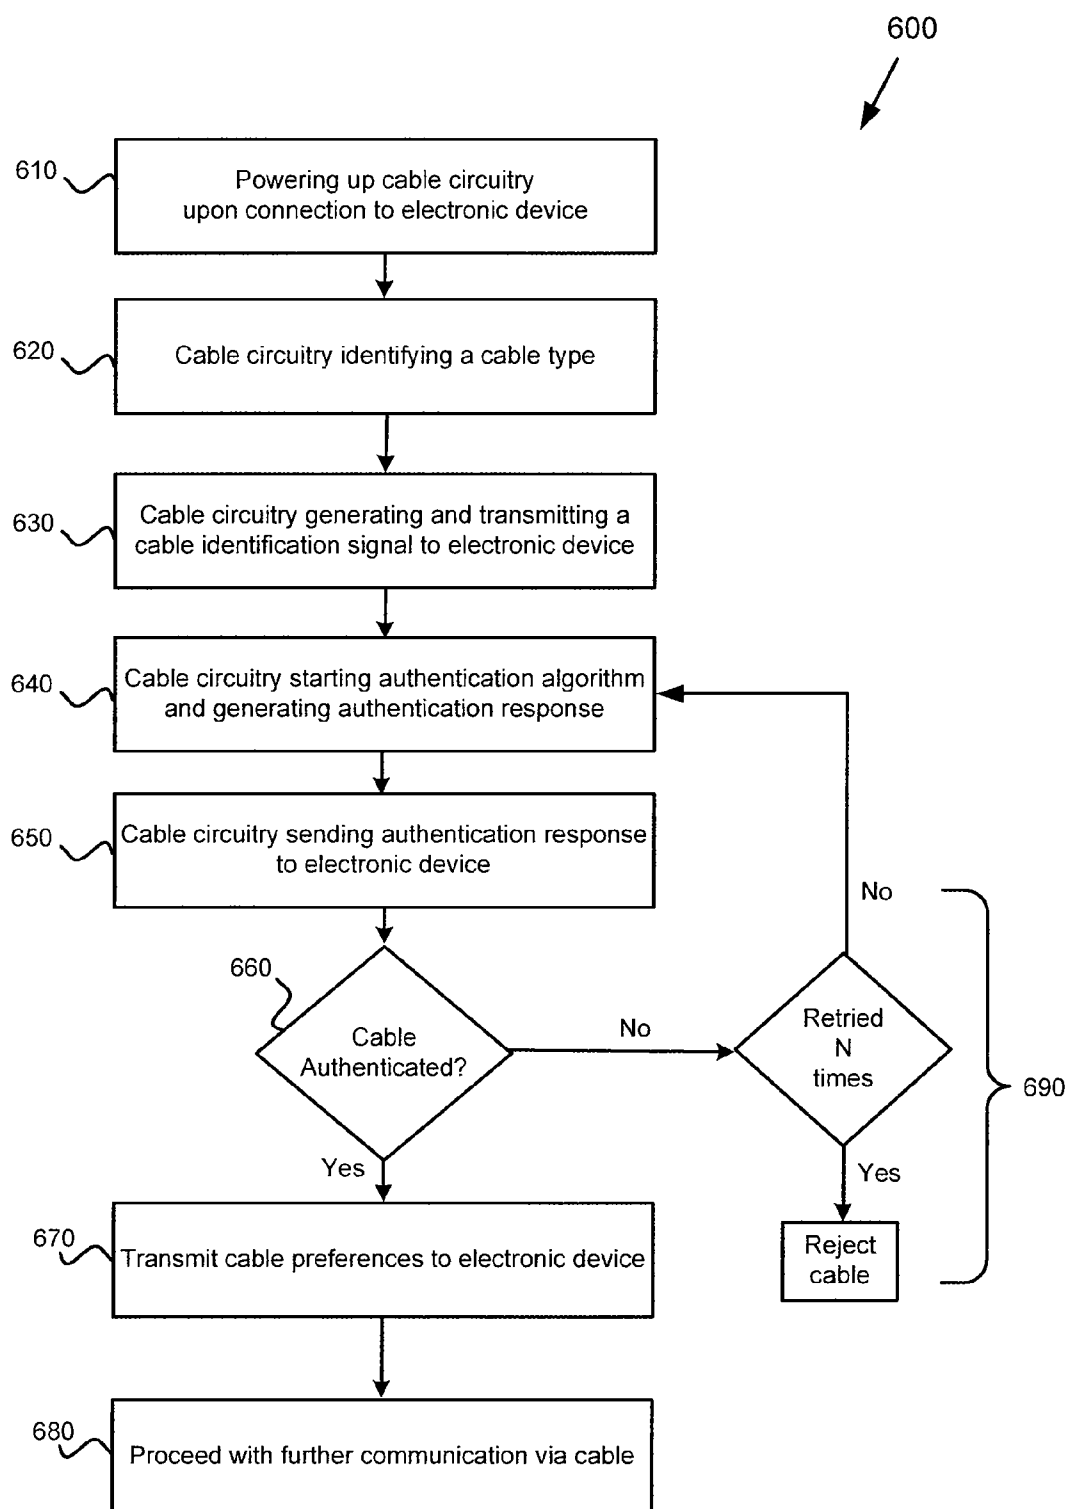 600
610
Powering up cable circuitry
upon connection to electronic device
620
Cable circuitry identifying a cable type
630
Cable circuitry generating and transmitting a
cable identification signal to electronic device
640
Cable circuitry starting authentication algorithm
and generating authentication response
650
Cable circuitry sending authentication response
to electronic device
660
Cable
Authenticated?
No
Retried
N
times
No
690
Yes
Yes
Reject
cable
670
Transmit cable preferences to electronic device
680
Proceed with further communication via cable